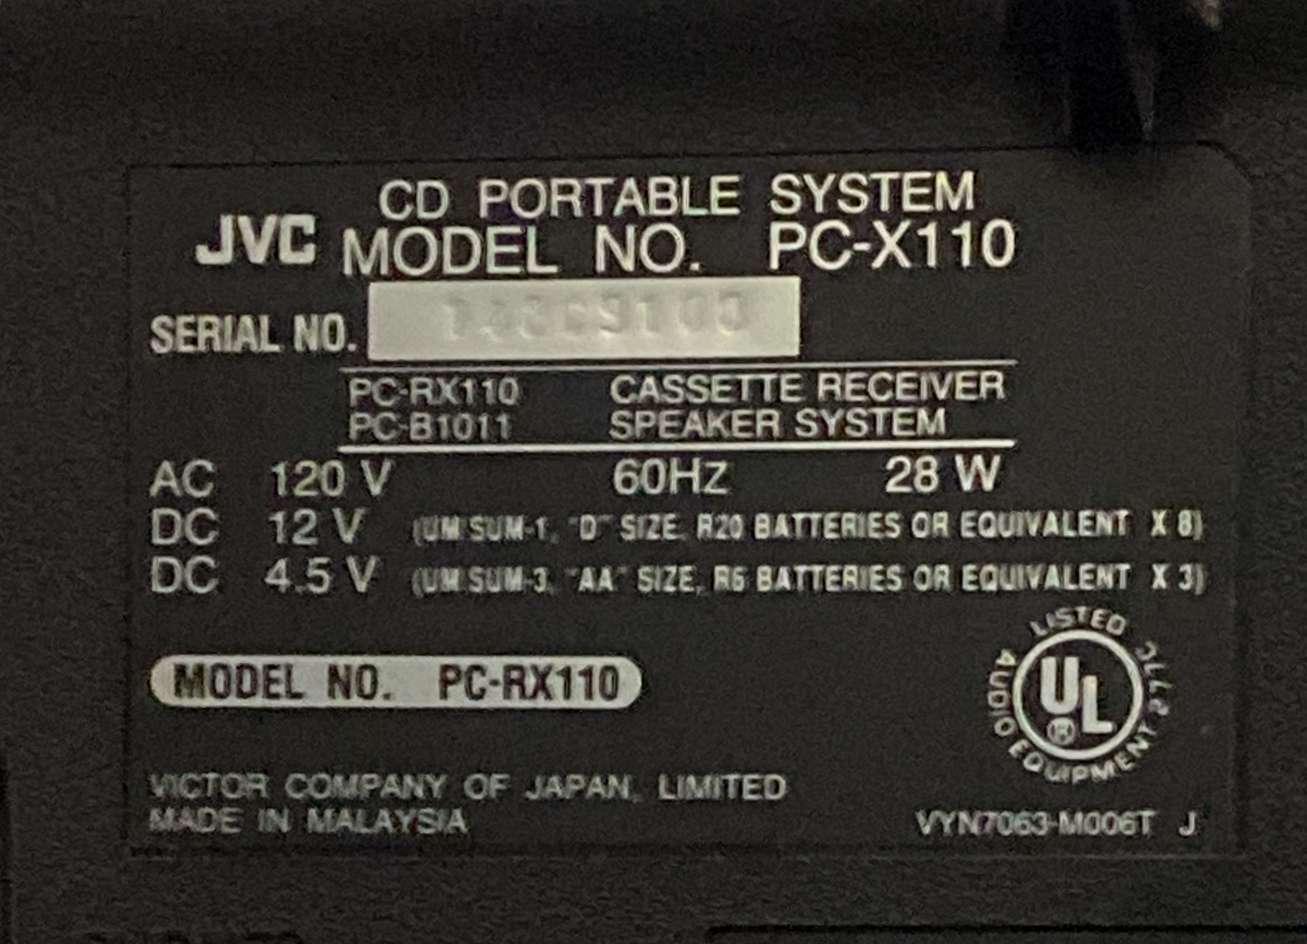 CD PORTABLE SYSTEM
JVC MODEL NO. PC-X110
SERIAL NO.
PC-RX110 CASSETTE RECEIVER
PC-B1011 SPEAKER SYSTEM
AC 120 V 60Hz 28 W
DC 12 V (UM/SUM-1, "D" SIZE, R20 BATTERIES OR EQUIVALENT X 8)
DC 4.5 V (UM/SUM-3, "AA" SIZE, R6 BATTERIES OR EQUIVALENT X 3)
MODEL NO. PC-RX110
LISTED
UL ®
AUDIO EQUIPMENT 277C
VICTOR COMPANY OF JAPAN, LIMITED
MADE IN MALAYSIA
VYN7063-M006T J